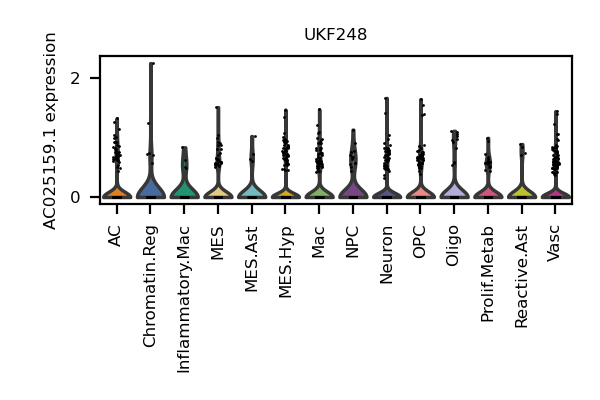 UKF248
AC025159.1 expression
2
0
AC
Chromatin.Reg
Inflammatory.Mac
MES
MES.Ast
MES.Hyp
Mac
NPC
Neuron
OPC
Oligo
Prolif.Metab
Reactive.Ast
Vasc